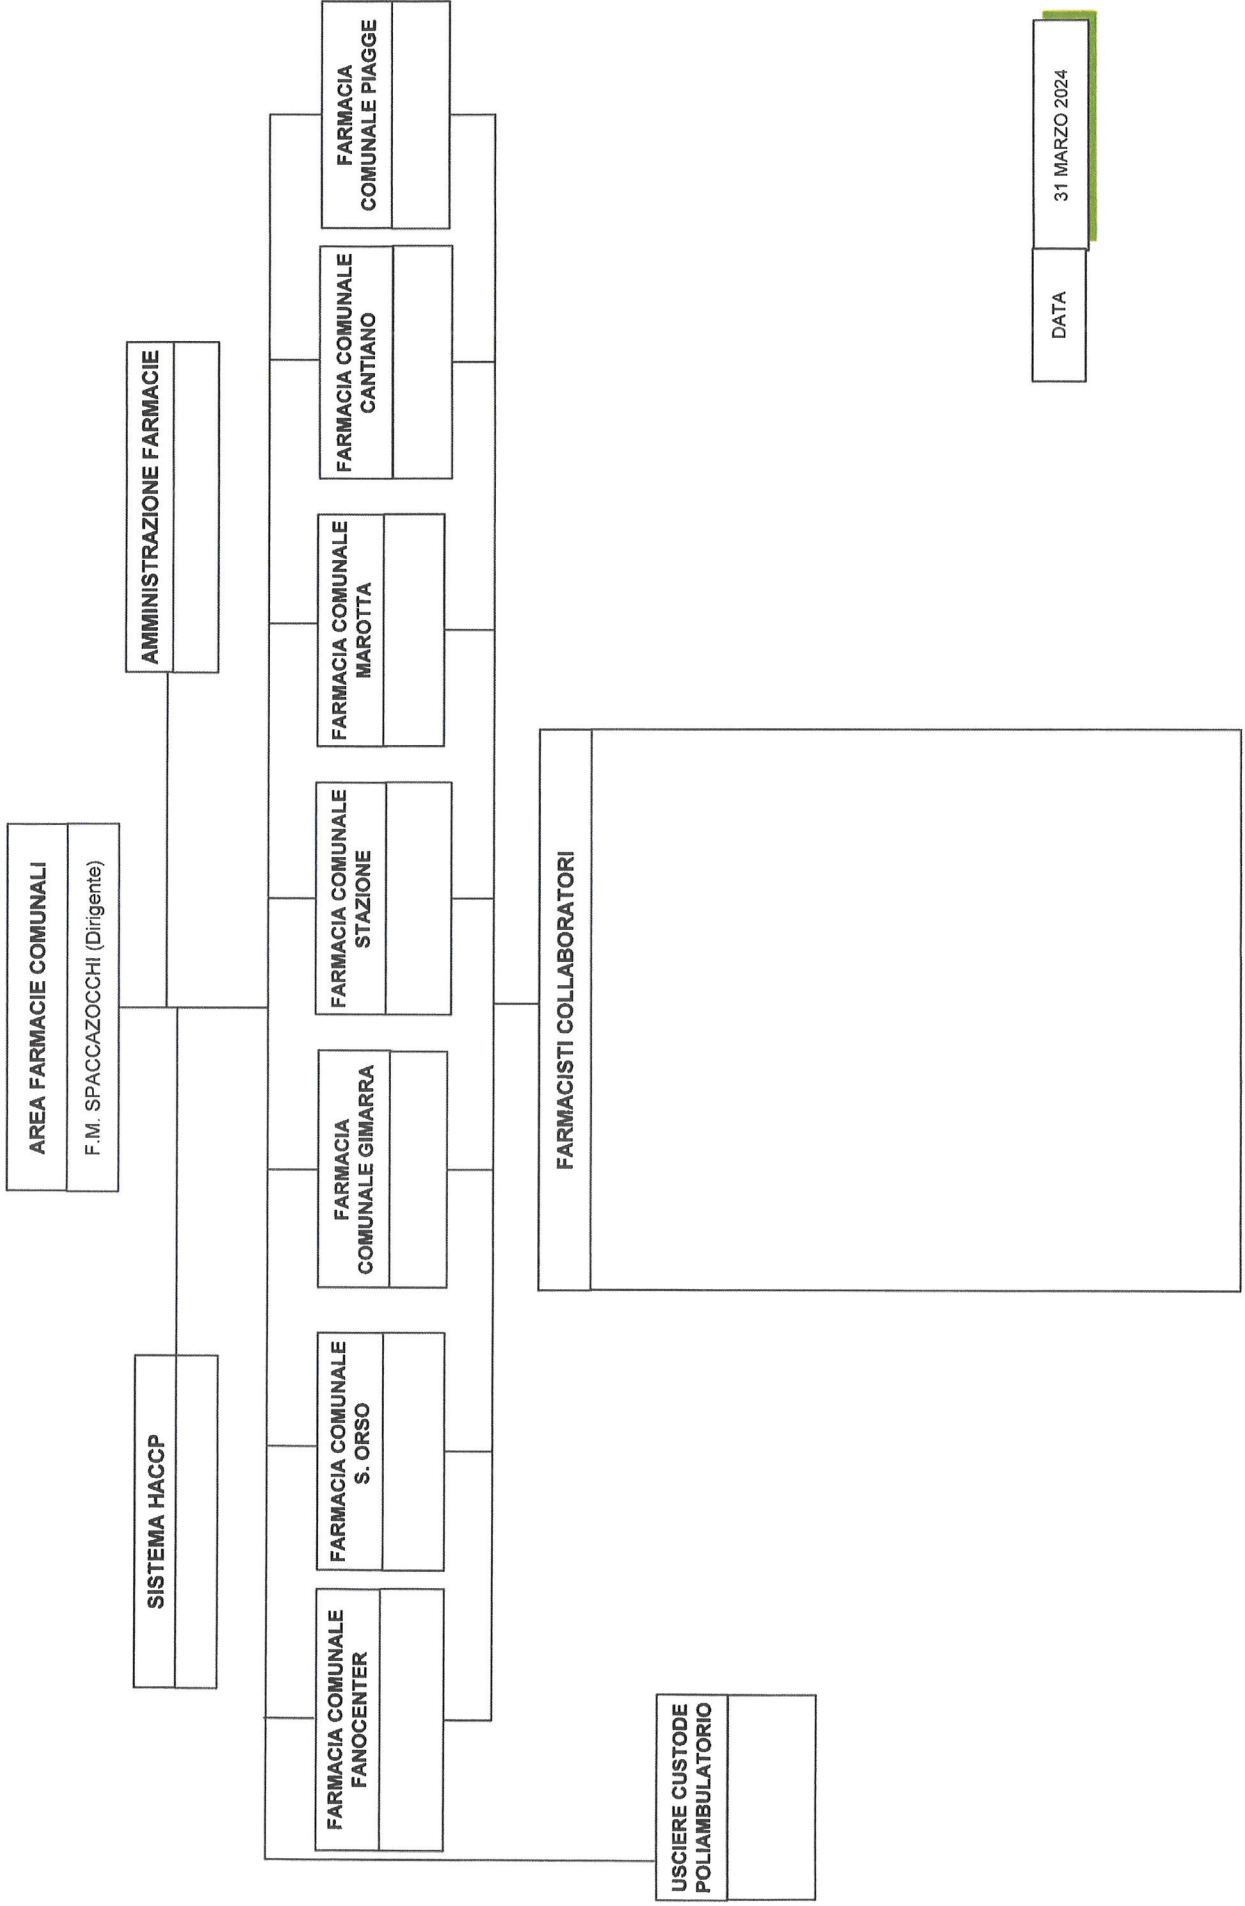 AREA FARMACIE COMUNALI
F.M. SPACCAZOCCHI (Dirigente)
SISTEMA HACCP
AMMINISTRAZIONE FARMACIE
FARMACIA COMUNALE
FANOCENTER
FARMACIA COMUNALE
S. ORSO
FARMACIA
COMUNALE GIMARRA
FARMACIA COMUNALE
STAZIONE
FARMACIA COMUNALE
MAROTTA
FARMACIA COMUNALE
CANTIANO
FARMACIA
COMUNALE PIAGGE
FARMACISTI COLLABORATORI
USCIERE CUSTODE
POLIAMBULATORIO
DATA
31 MARZO 2024